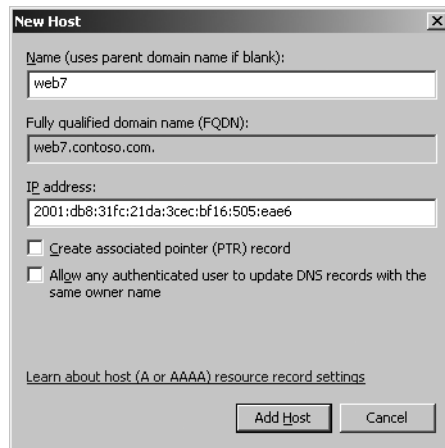 New Host
Name (uses parent domain name if blank):
web7
Fully qualified domain name (FQDN):
web7.contoso.com.
IP address:
2001:db8:31fc:21da:3cec:bf16:505:eae6
Create associated pointer (PTR) record
Allow any authenticated user to update DNS records with the
same owner name
Learn about host (A or AAAA) resource record settings
Add Host
Cancel